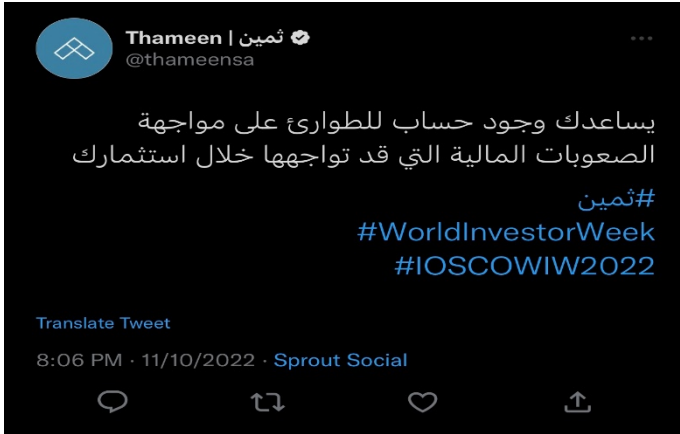 Thameen | ثمين
@thameensa
يساعدك وجود حساب للطوارئ على مواجهة
الصعوبات المالية التي قد تواجهها خلال استثمارك
#ثمين
#WorldInvestorWeek
#IOSCOWIW2022
Translate Tweet
8:06 PM · 11/10/2022 · Sprout Social